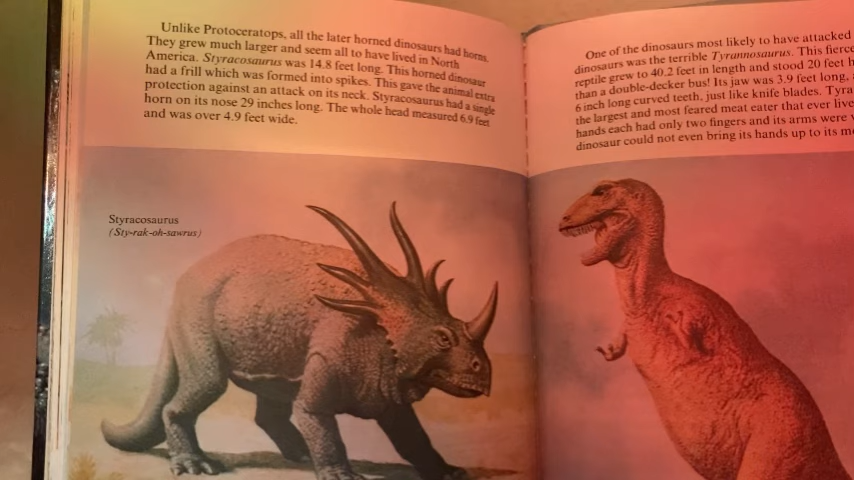 Unlike Protoceratops, all the later horned dinosaurs had horns.
They grew much larger and seem all to have lived in North
America. Styracosaurus was 14.8 feet long. This horned dinosaur
had a frill which was formed into spikes. This gave the animal extra
protection against an attack on its neck. Styracosaurus had a single
horn on its nose 29 inches long. The whole head measured 6.9 feet
and was over 4.9 feet wide.
Styracosaurus
(Sty-rak-oh-sawrus)
One of the dinosaurs most likely to have attacked
dinosaurs was the terrible Tyrannosaurus. This fierce
reptile grew to 40.2 feet in length and stood 20 feet
than a double-decker bus! Its jaw was 3.9 feet long,
6 inch long curved teeth, just like knife blades.
the largest and most feared meat eater that ever
hands each had only two fingers and its arms were
dinosaur could not even bring its hands up to its